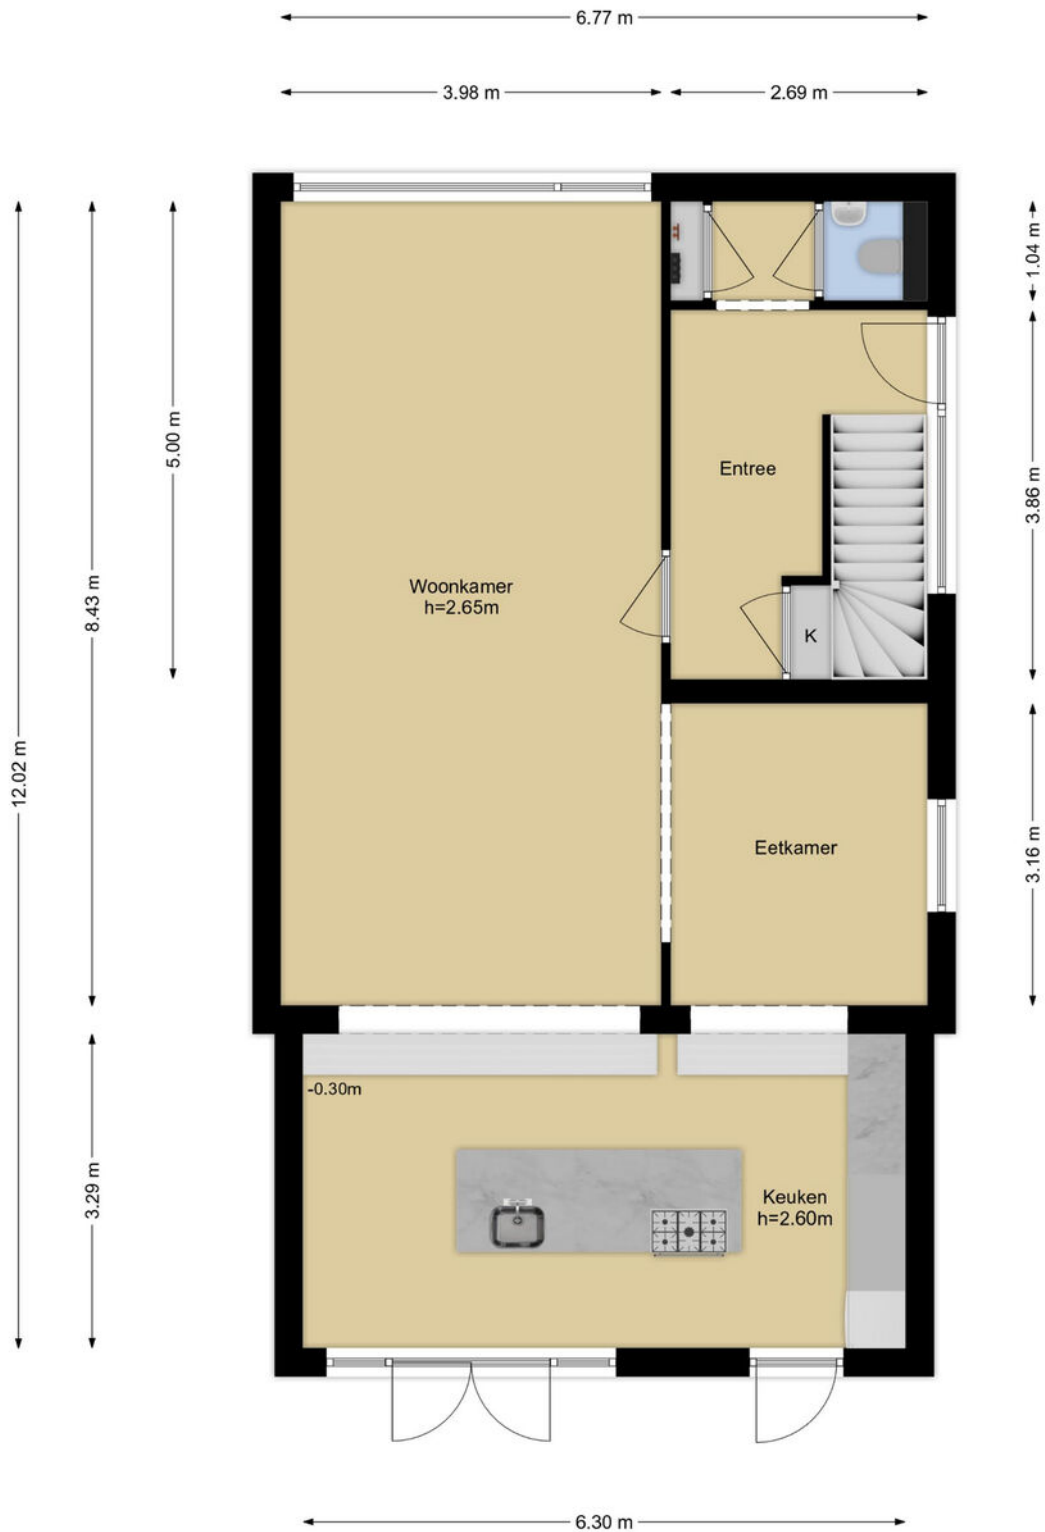 6.77 m
3.98 m
2.69 m
1.04 m
5.00 m
Entree
3.86 m
Woonkamer
h=2.65m
8.43 m
K
12.02 m
Eetkamer
3.16 m
-0.30m
3.29 m
Keuken
h=2.60m
6.30 m